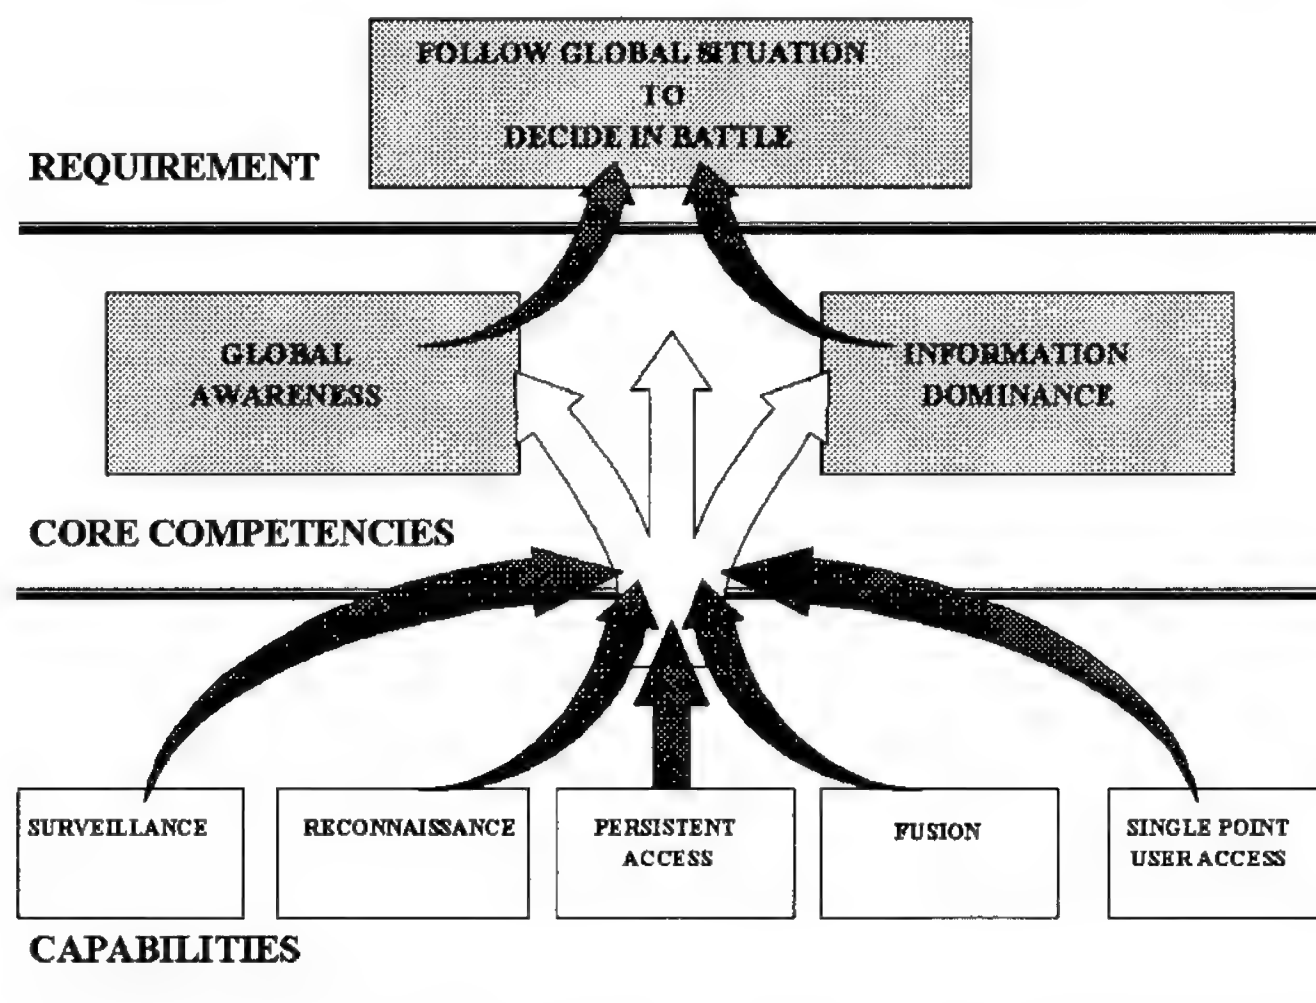 FOLLOW GLOBAL SITUATION
TO
DECIDE IN BATTLE
REQUIREMENT
GLOBAL
AWARENESS
INFORMATION
DOMINANCE
CORE COMPETENCIES
SURVEILLANCE
RECONNAISSANCE
PERSISTENT
ACCESS
FUSION
SINGLE POINT
USER ACCESS
CAPABILITIES